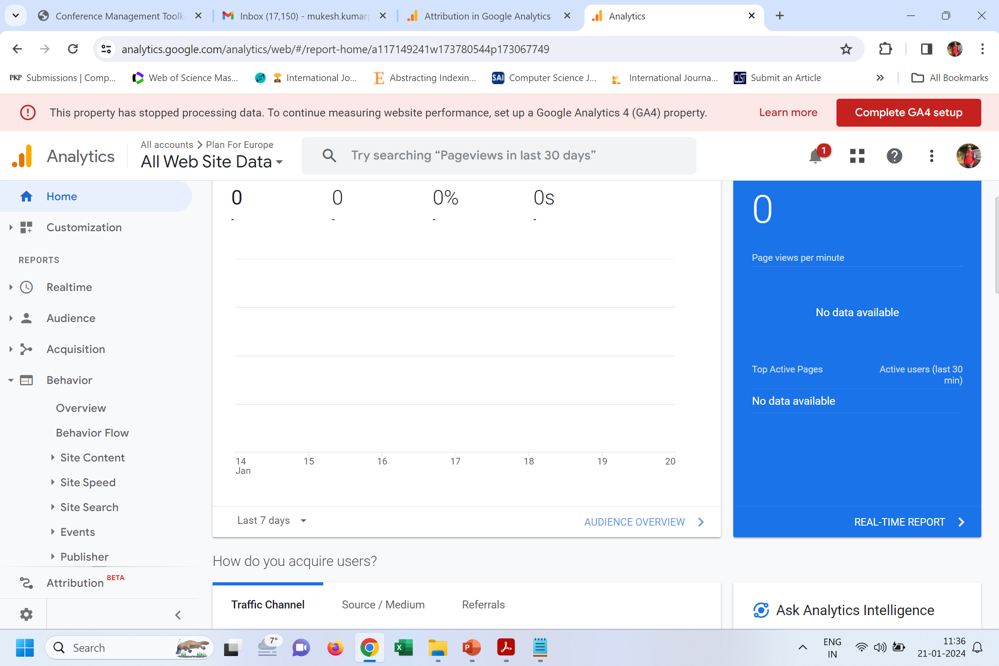 Conference Management Toolk
Inbox (17,150) - mukesh.kumarp
Attribution in Google Analytics
Analytics
analytics.google.com/analytics/web/#/report-home/a117149241w173780544p173067749
PKP Submissions | Comp...
Web of Science Mas...
International Jo...
E Abstracting Indexin...
SAI Computer Science J...
International Journa...
Submit an Article
All Bookmarks
This property has stopped processing data. To continue measuring website performance, set up a Google Analytics 4 (GA4) property.
Learn more
Complete GA4 setup
Analytics
All accounts > Plan For Europe
All Web Site Data
Try searching “Pageviews in last 30 days”
1
Home
Customization
REPORTS
Realtime
Audience
Acquisition
Behavior
Overview
Behavior Flow
Site Content
Site Speed
Site Search
Events
Publisher
Attribution BETA
0 0 0% 0s
- - - -
14 15 16 17 18 19 20
Jan
Last 7 days
AUDIENCE OVERVIEW
0
Page views per minute
No data available
Top Active Pages
Active users (last 30
min)
No data available
REAL-TIME REPORT
How do you acquire users?
Traffic Channel
Source / Medium
Referrals
Ask Analytics Intelligence
Search
7°
ENG
IN
11:36
21-01-2024